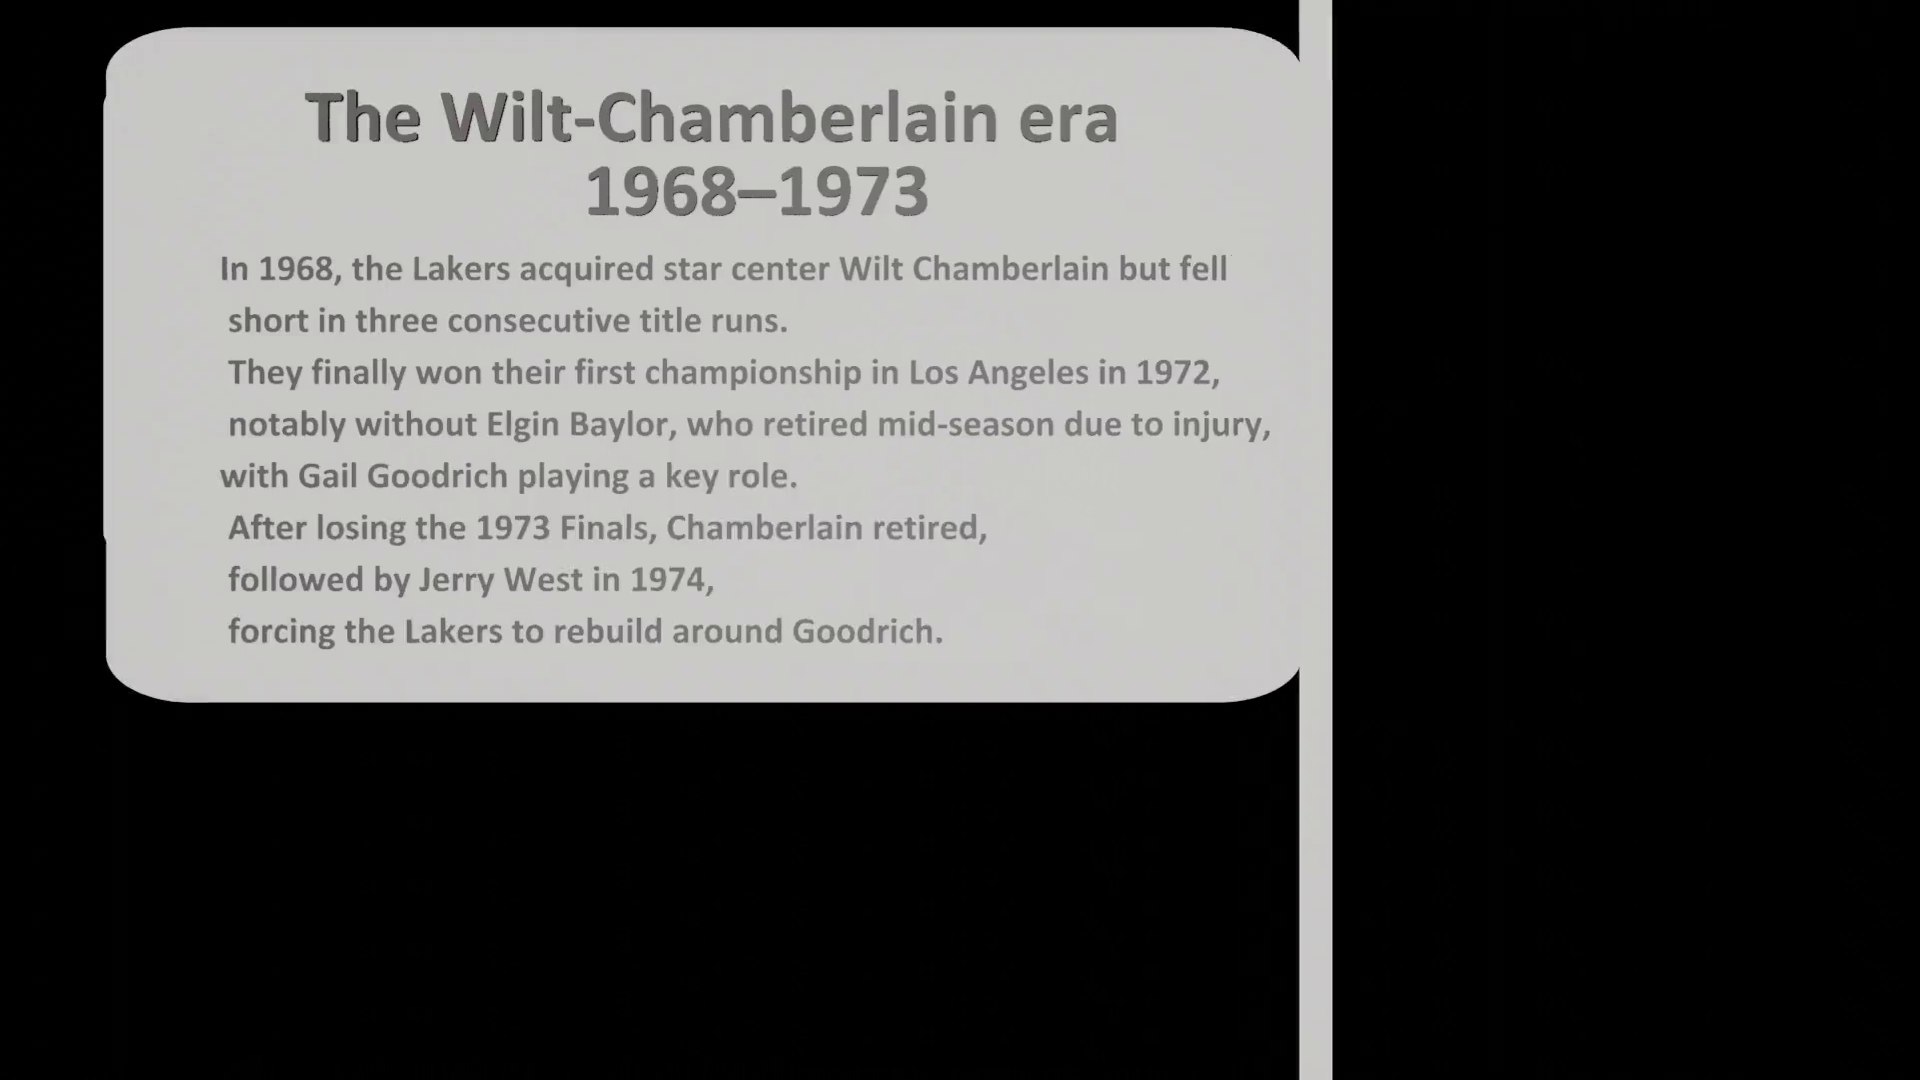 The Wilt-Chamberlain era
1968–1973
In 1968, the Lakers acquired star center Wilt Chamberlain but fell
short in three consecutive title runs.
They finally won their first championship in Los Angeles in 1972,
notably without Elgin Baylor, who retired mid-season due to injury,
with Gail Goodrich playing a key role.
After losing the 1973 Finals, Chamberlain retired,
followed by Jerry West in 1974,
forcing the Lakers to rebuild around Goodrich.